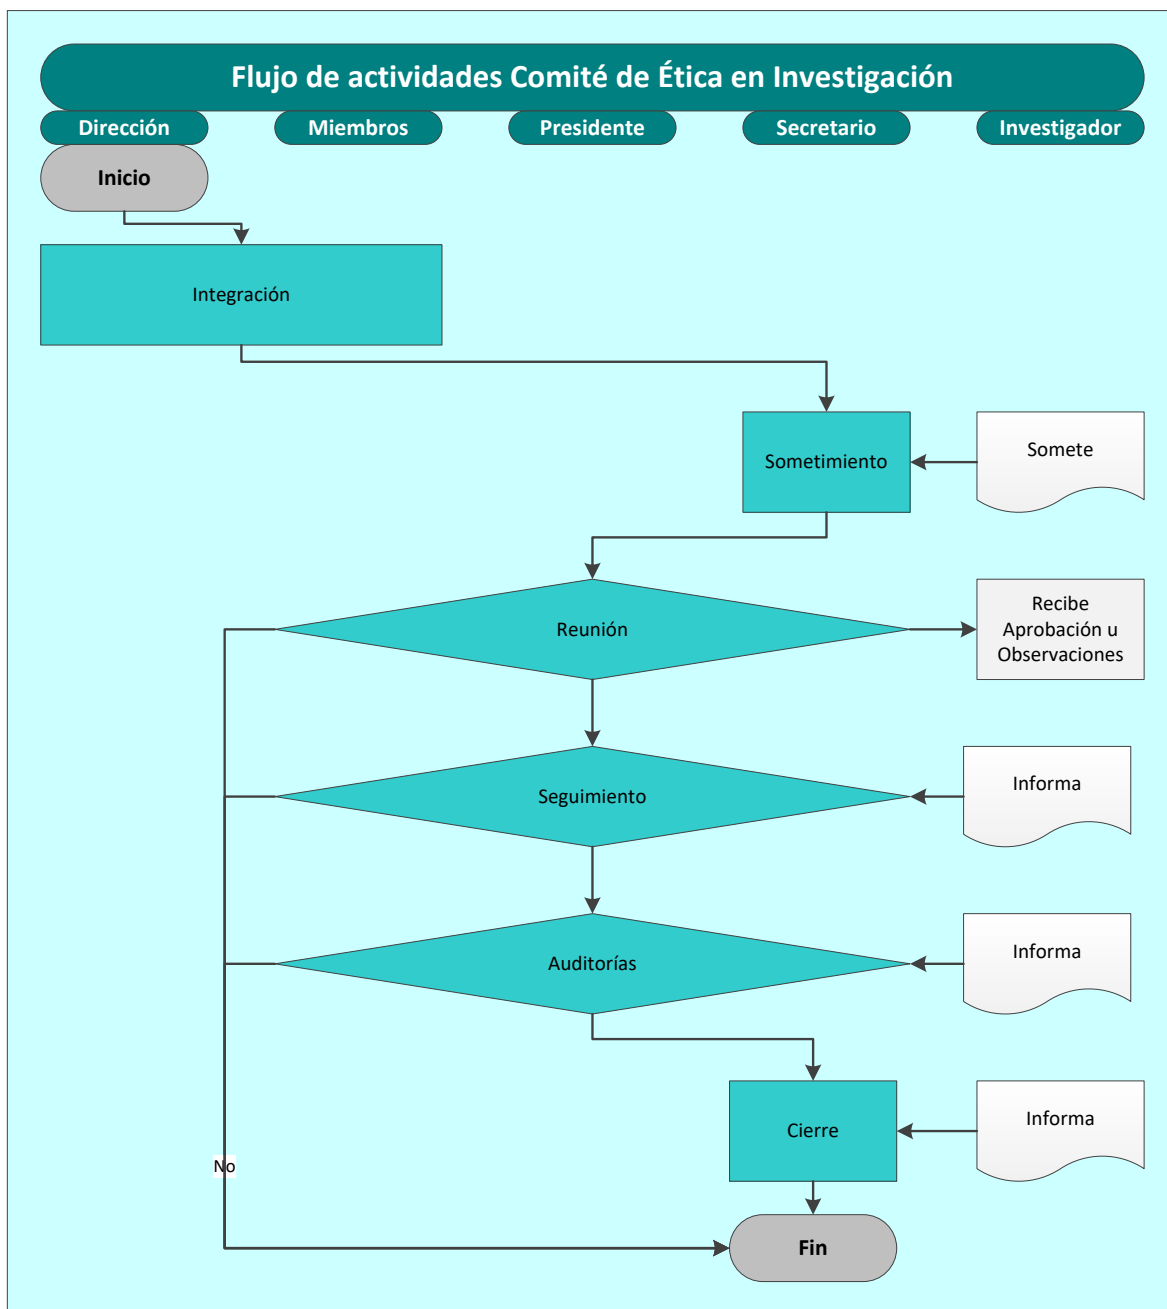 Flujo de actividades Comité de Ética en Investigación
Dirección
Miembros
Presidente
Secretario
Investigador
Inicio
Integración
Sometimiento
Somete
Reunión
Recibe
Aprobación u
Observaciones
Seguimiento
Informa
Auditorías
Informa
Cierre
Informa
No
Fin